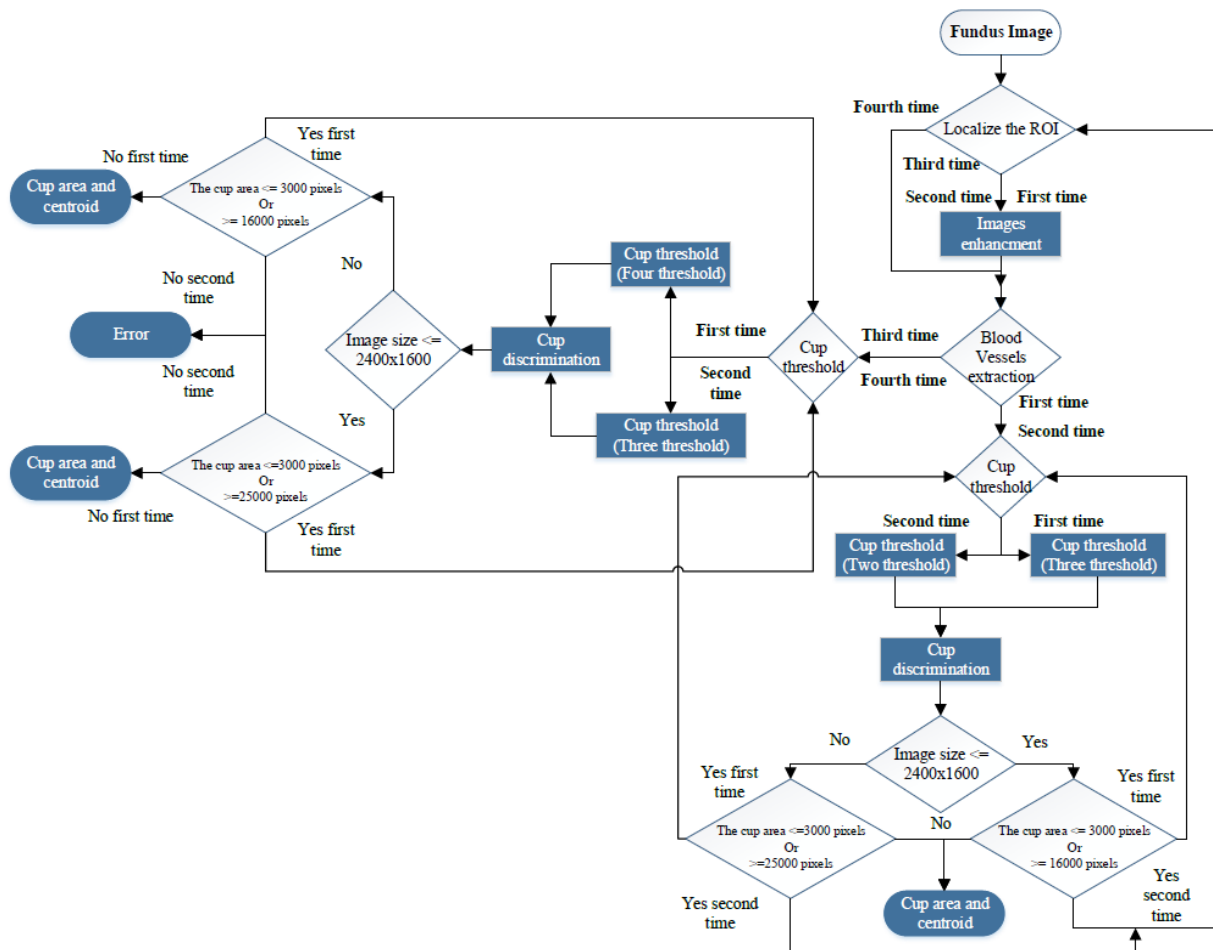 Fundus Image
Fourth time
Localize the ROI
Third time
Second time
First time
Images
enhancment
Blood
Vessels
extraction
Third time
Fourth time
First time
Second time
Cup
threshold
First time
Second
time
Cup threshold
(Four threshold)
Cup threshold
(Three threshold)
Cup
discrimination
Image size <=
2400x1600
No
Yes
Yes first
time
No first time
The cup area <= 3000 pixels
Or
>= 16000 pixels
Cup area and
centroid
No second
time
Error
No second
time
The cup area <=3000 pixels
Or
>=25000 pixels
Cup area and
centroid
No first time
Yes first
time
Cup
threshold
Second time
First time
Cup threshold
(Two threshold)
Cup threshold
(Three threshold)
Cup
discrimination
Image size <=
2400x1600
No
Yes
Yes first
time
Yes first
time
The cup area <=3000 pixels
Or
>=25000 pixels
No
The cup area <= 3000 pixels
Or
>= 16000 pixels
Yes second
time
Cup area and
centroid
Yes
second
time